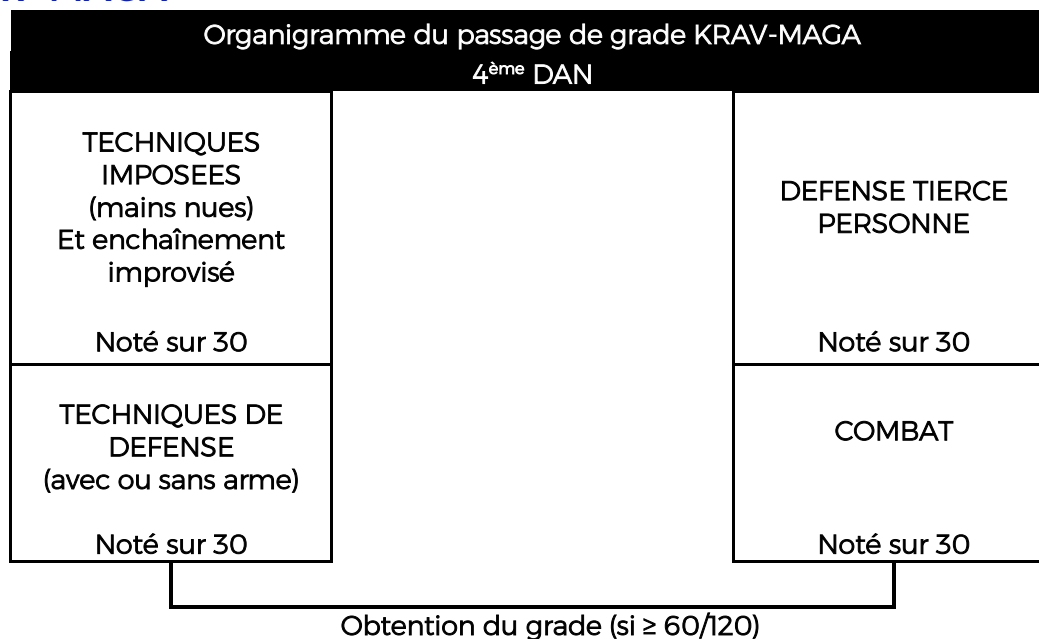 Organigramme du passage de grade KRAV-MAGA
4ème DAN
TECHNIQUES
IMPOSEES
(mains nues)
Et enchaînement
improvisé
Noté sur 30
DEFENSE TIERCE
PERSONNE
Noté sur 30
TECHNIQUES DE
DEFENSE
(avec ou sans arme)
Noté sur 30
COMBAT
Noté sur 30
Obtention du grade (si ≥ 60/120)